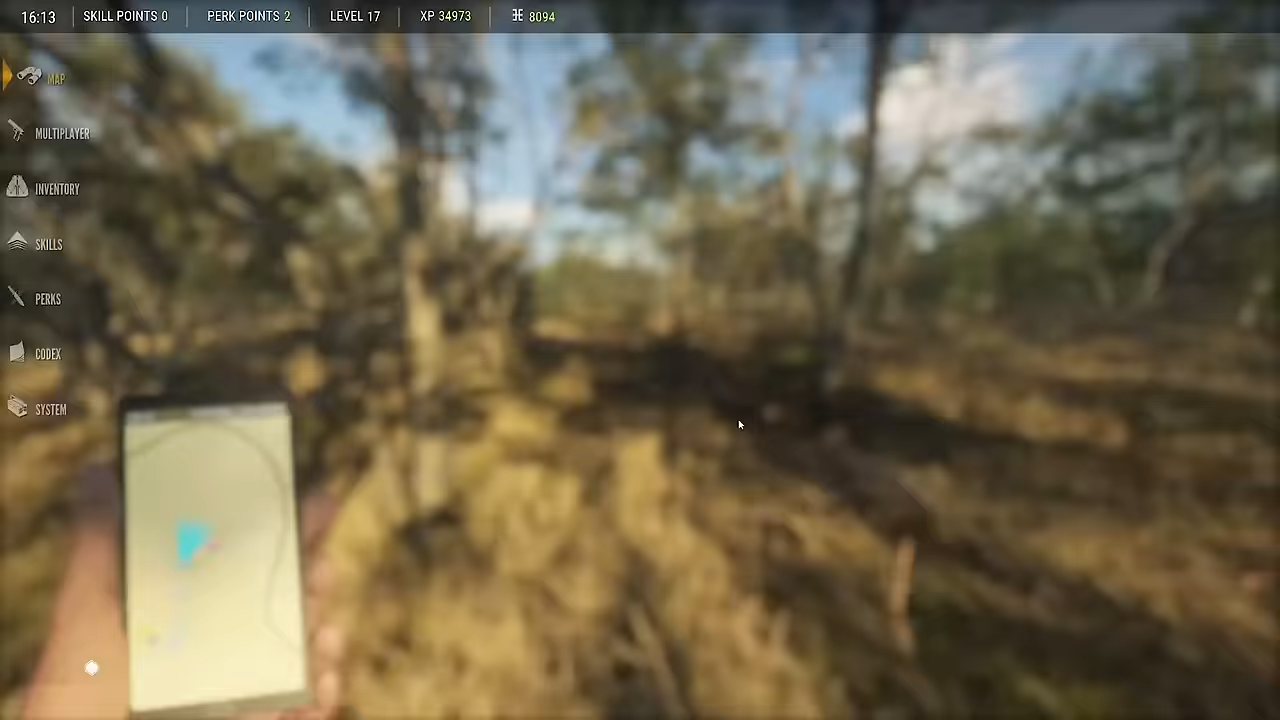 16:13 SKILL POINTS 0 PERK POINTS 2 LEVEL 17 XP 34973 8094
MAP
MULTIPLAYER
INVENTORY
SKILLS
PERKS
CODEX
SYSTEM